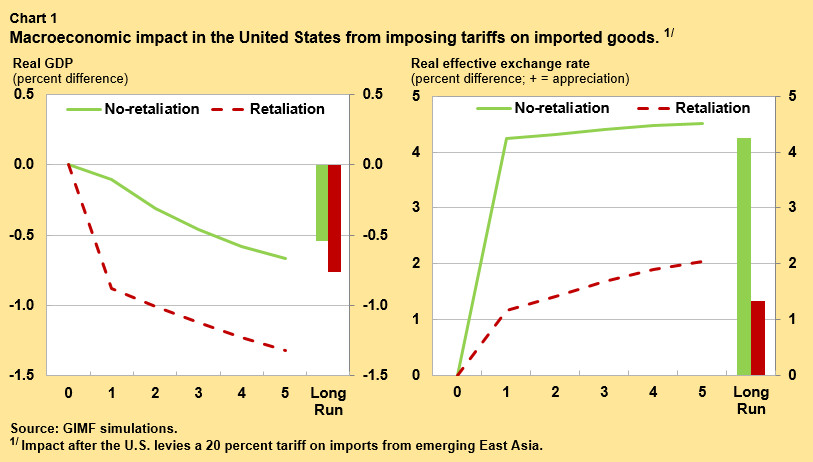 Chart 1
Macroeconomic impact in the United States from imposing tariffs on imported goods. 1/
Real GDP
(percent difference)
0.5 0.5
No-retaliation Retaliation
0.0 0.0
-0.5 -0.5
-1.0 -1.0
-1.5 -1.5
0 1 2 3 4 5 Long
Run
Real effective exchange rate
(percent difference; + = appreciation)
5 5
No-retaliation Retaliation
4 4
3 3
2 2
1 1
0 0
0 1 2 3 4 5 Long
Run
Source: GIMF simulations.
1/ Impact after the U.S. levies a 20 percent tariff on imports from emerging East Asia.